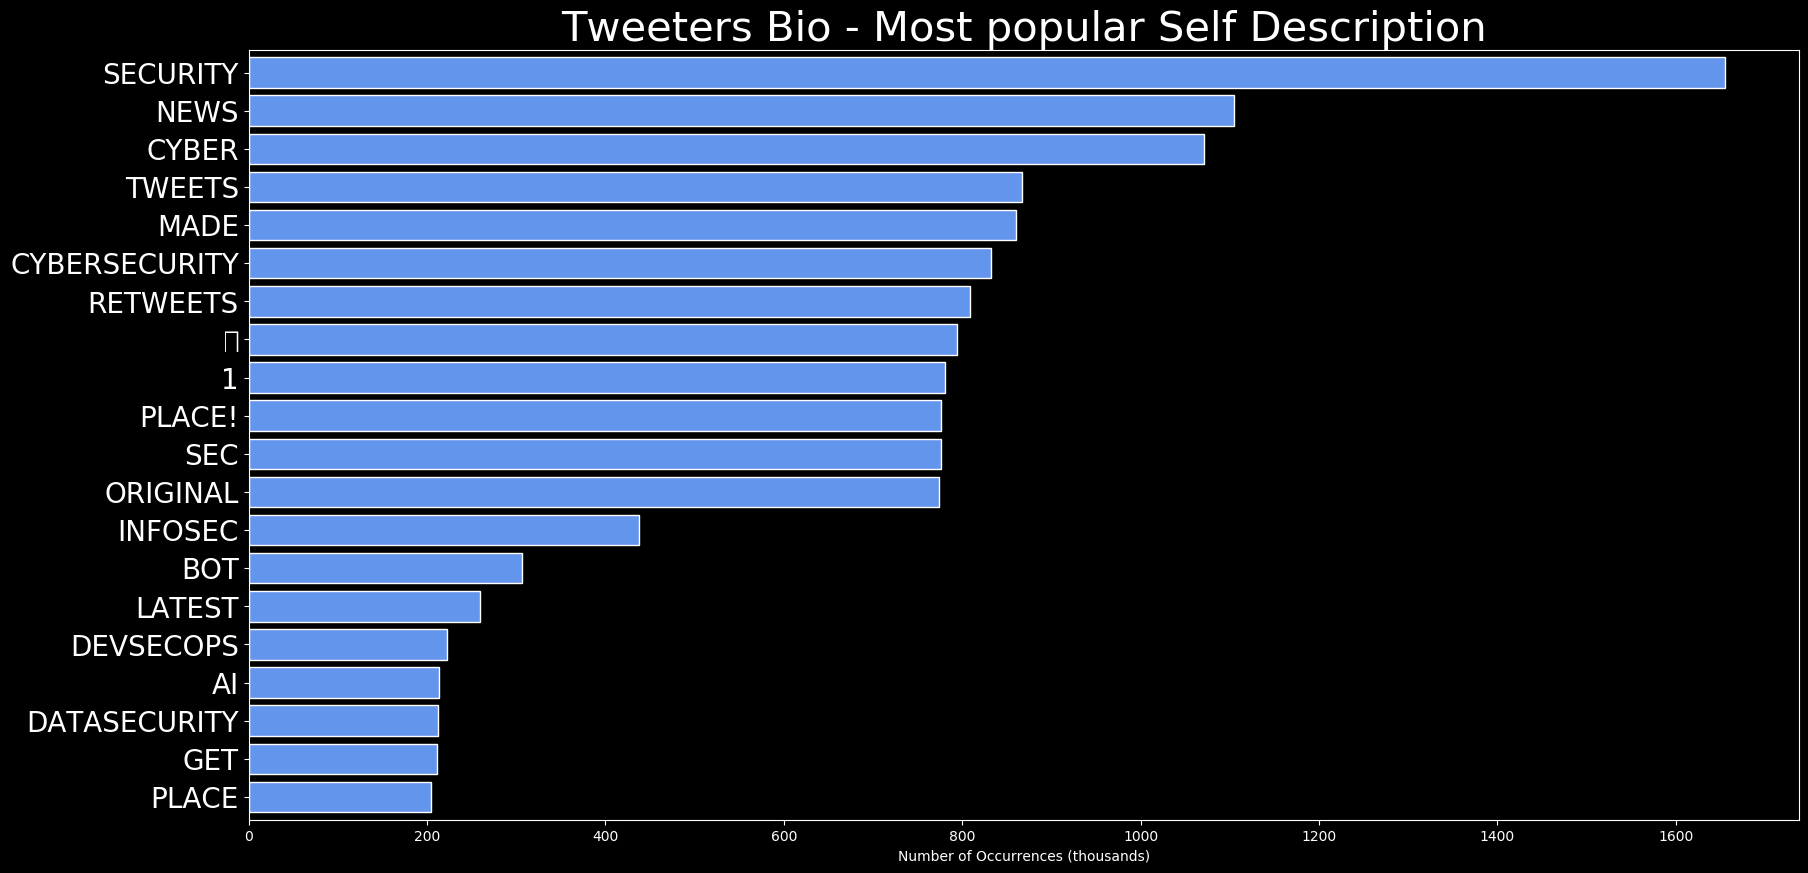 Tweeters Bio - Most popular Self Description
SECURITY
NEWS
CYBER
TWEETS
MADE
CYBERSECURITY
RETWEETS
1
PLACE!
SEC
ORIGINAL
INFOSEC
BOT
LATEST
DEVSECOPS
AI
DATASECURITY
GET
PLACE
0 200 400 600 800 1000 1200 1400 1600
Number of Occurrences (thousands)